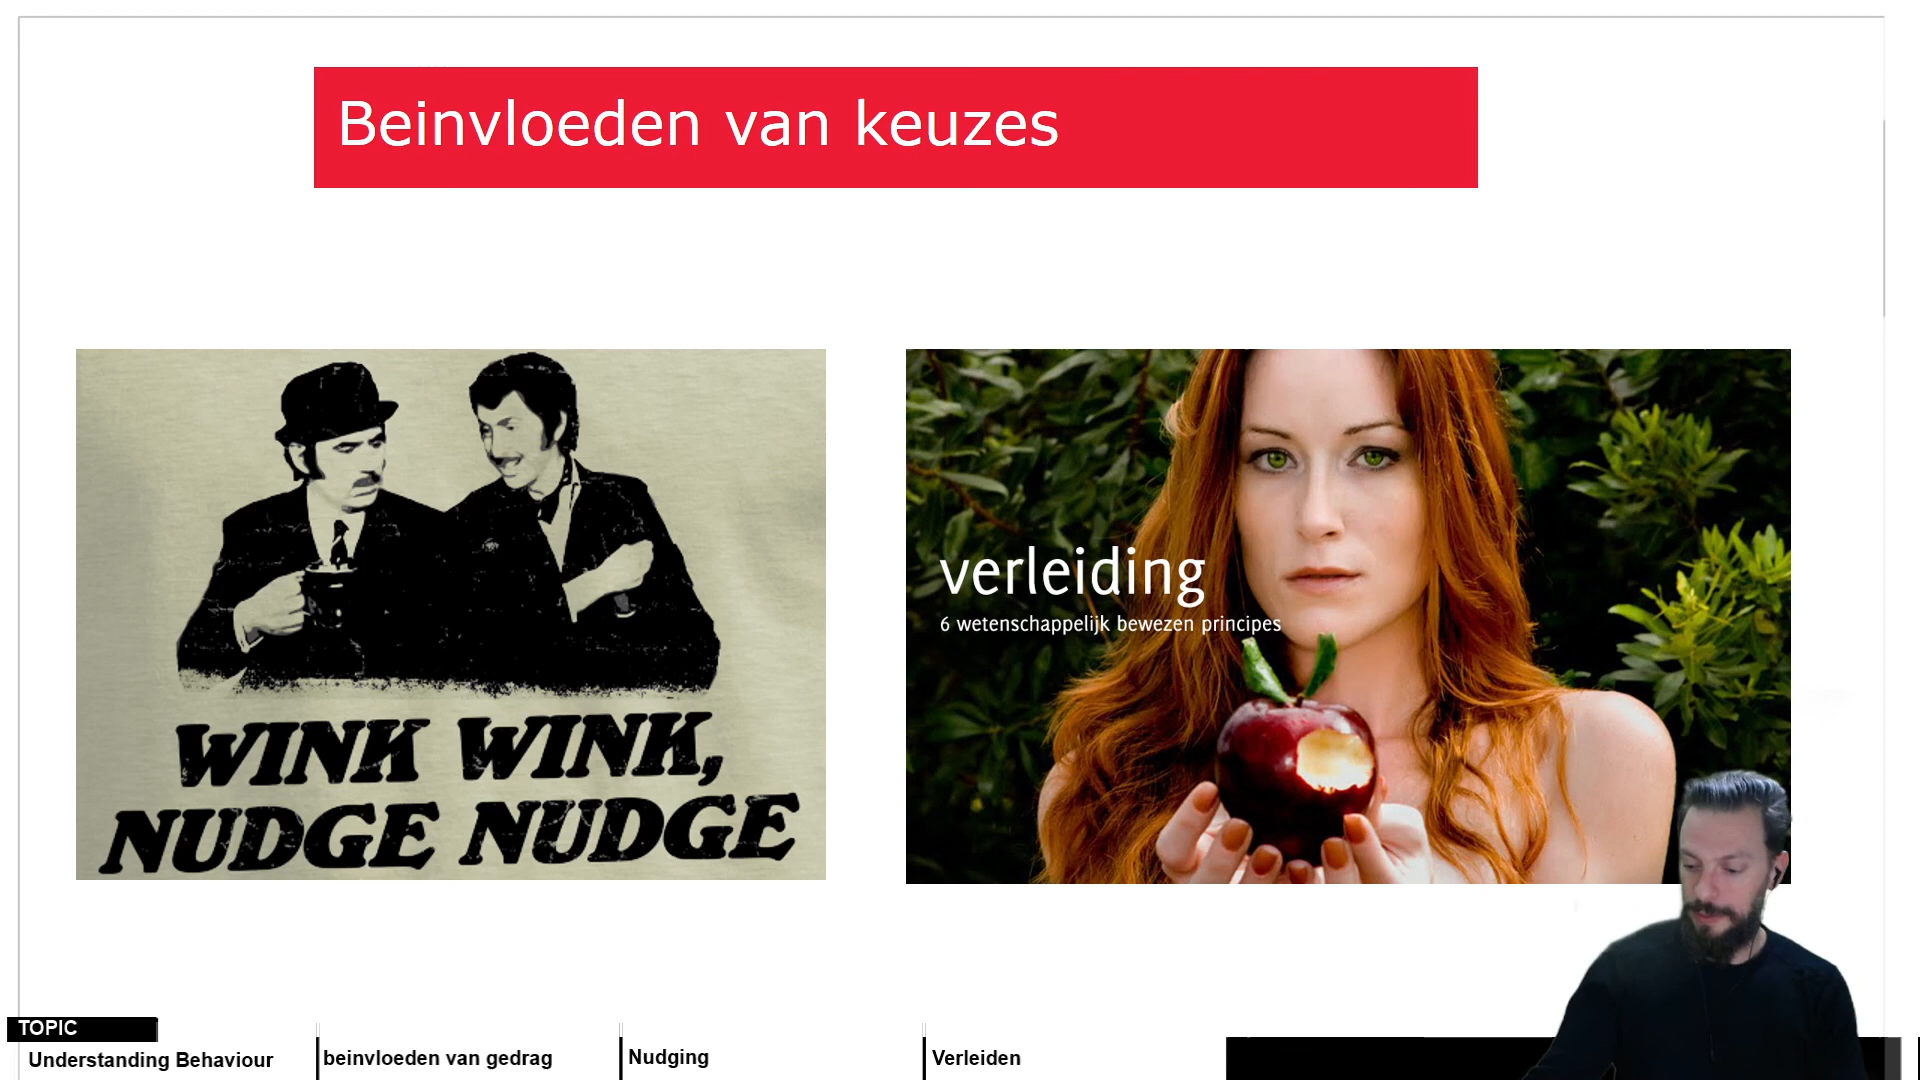 Beinvloeden van keuzes
WINK WINK,
NUDGE NUDGE
verleiding
6 wetenschappelijk bewezen principes
TOPIC
Understanding Behaviour
beinvloeden van gedrag
Nudging
Verleiden